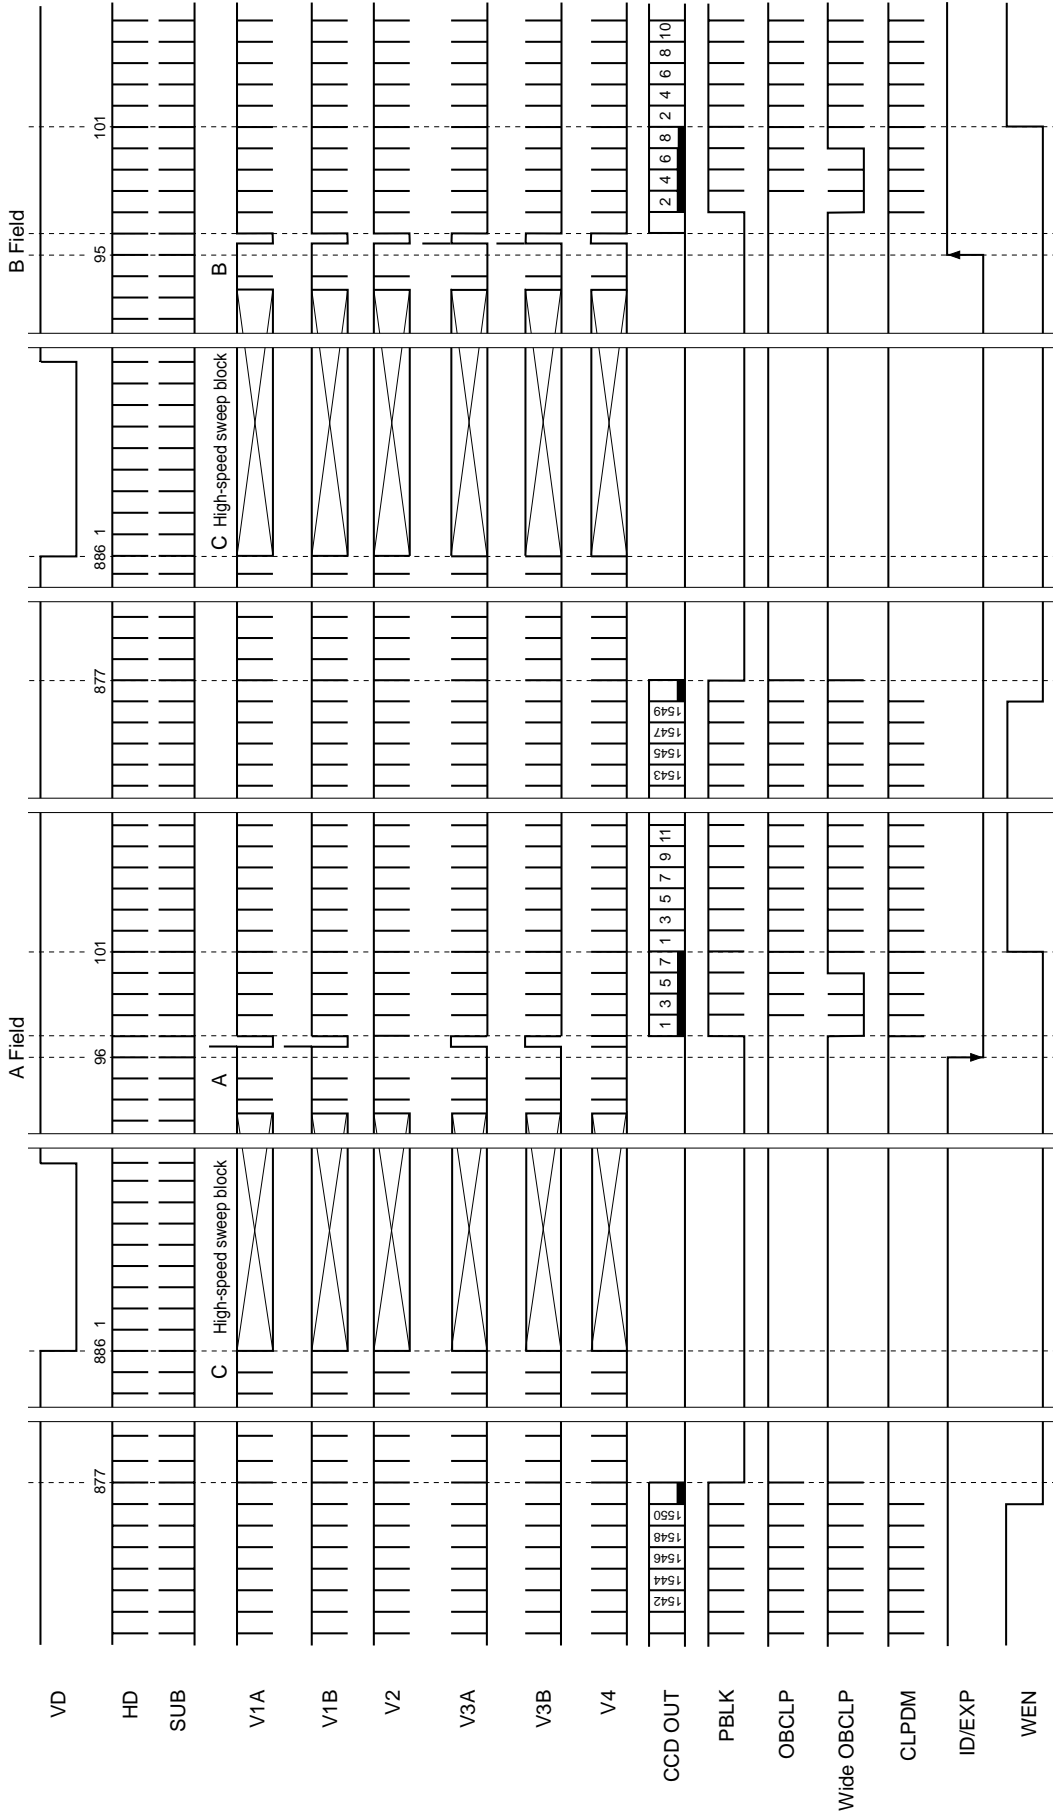 A Field B Field
VD
877 886 1 96 101 877 886 1 95 101
HD
SUB
C High-speed sweep block A C High-speed sweep block B
V1A
V1B
V2
V3A
V3B
V4
CCD OUT 1542 1544 1546 1548 1550 1 3 5 7 1 3 5 7 9 11 1543 1545 1547 1549 2 4 6 8 2 4 6 8 10
PBLK
OBCLP
Wide OBCLP
CLPDM
ID/EXP
WEN